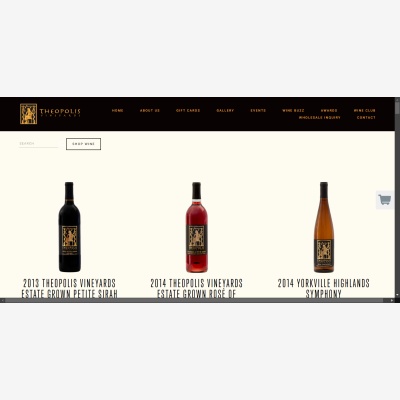 THEOPOLIS
VINEYARDS
HOME ABOUT US GIFT CARDS GALLERY EVENTS WINE BUZZ AWARDS WINE CLUB
WHOLESALE INQUIRY CONTACT
SEARCH
SHOP WINE
2013 THEOPOLIS VINEYARDS
ESTATE GROWN PETITE SIRAH
2014 THEOPOLIS VINEYARDS
ESTATE GROWN ROSÉ OF
2014 YORKVILLE HIGHLANDS
SYMPHONY